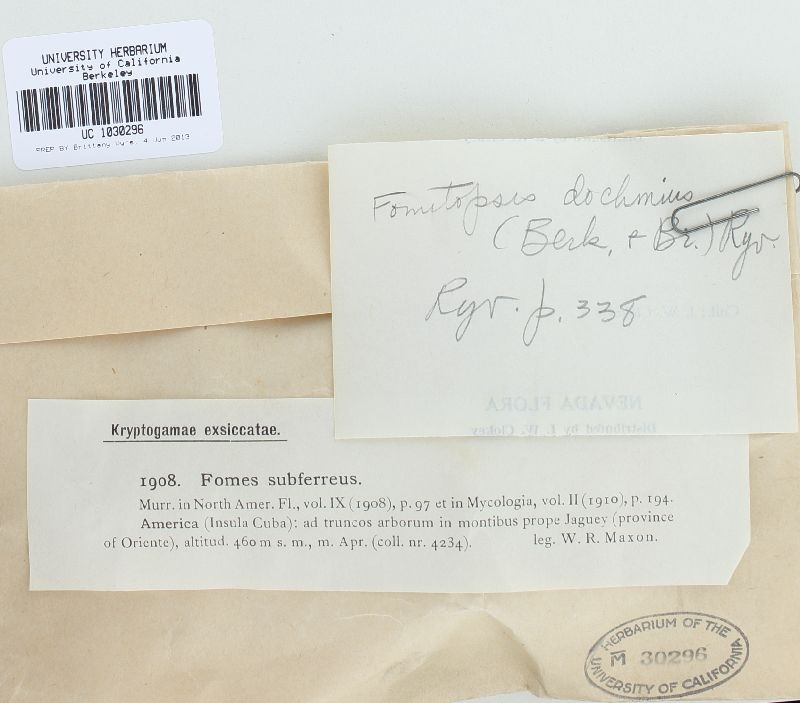 UNIVERSITY HERBARIUM
University of California
Berkeley
UC 1030296
PREP BY Brittany 4 Jun 2013
Fomitopsis dochmius
(Berk. + Br.) Ryv.
Ryv. p. 338
NEVADA FLORA
Distributed by I. W. Clokey
Kryptogamae exsiccatae.
1908. Fomes subferreus.
Murr. in North Amer. Fl., vol. IX (1908), p. 97 et in Mycologia, vol. II (1910), p. 194.
America (Insula Cuba): ad truncos arborum in montibus prope Jaguey (province
of Oriente), altitud. 460 m s. m., m. Apr. (coll. nr. 4234). leg. W. R. Maxon.
HERBARIUM OF THE
M 30296
UNIVERSITY OF CALIFORNIA